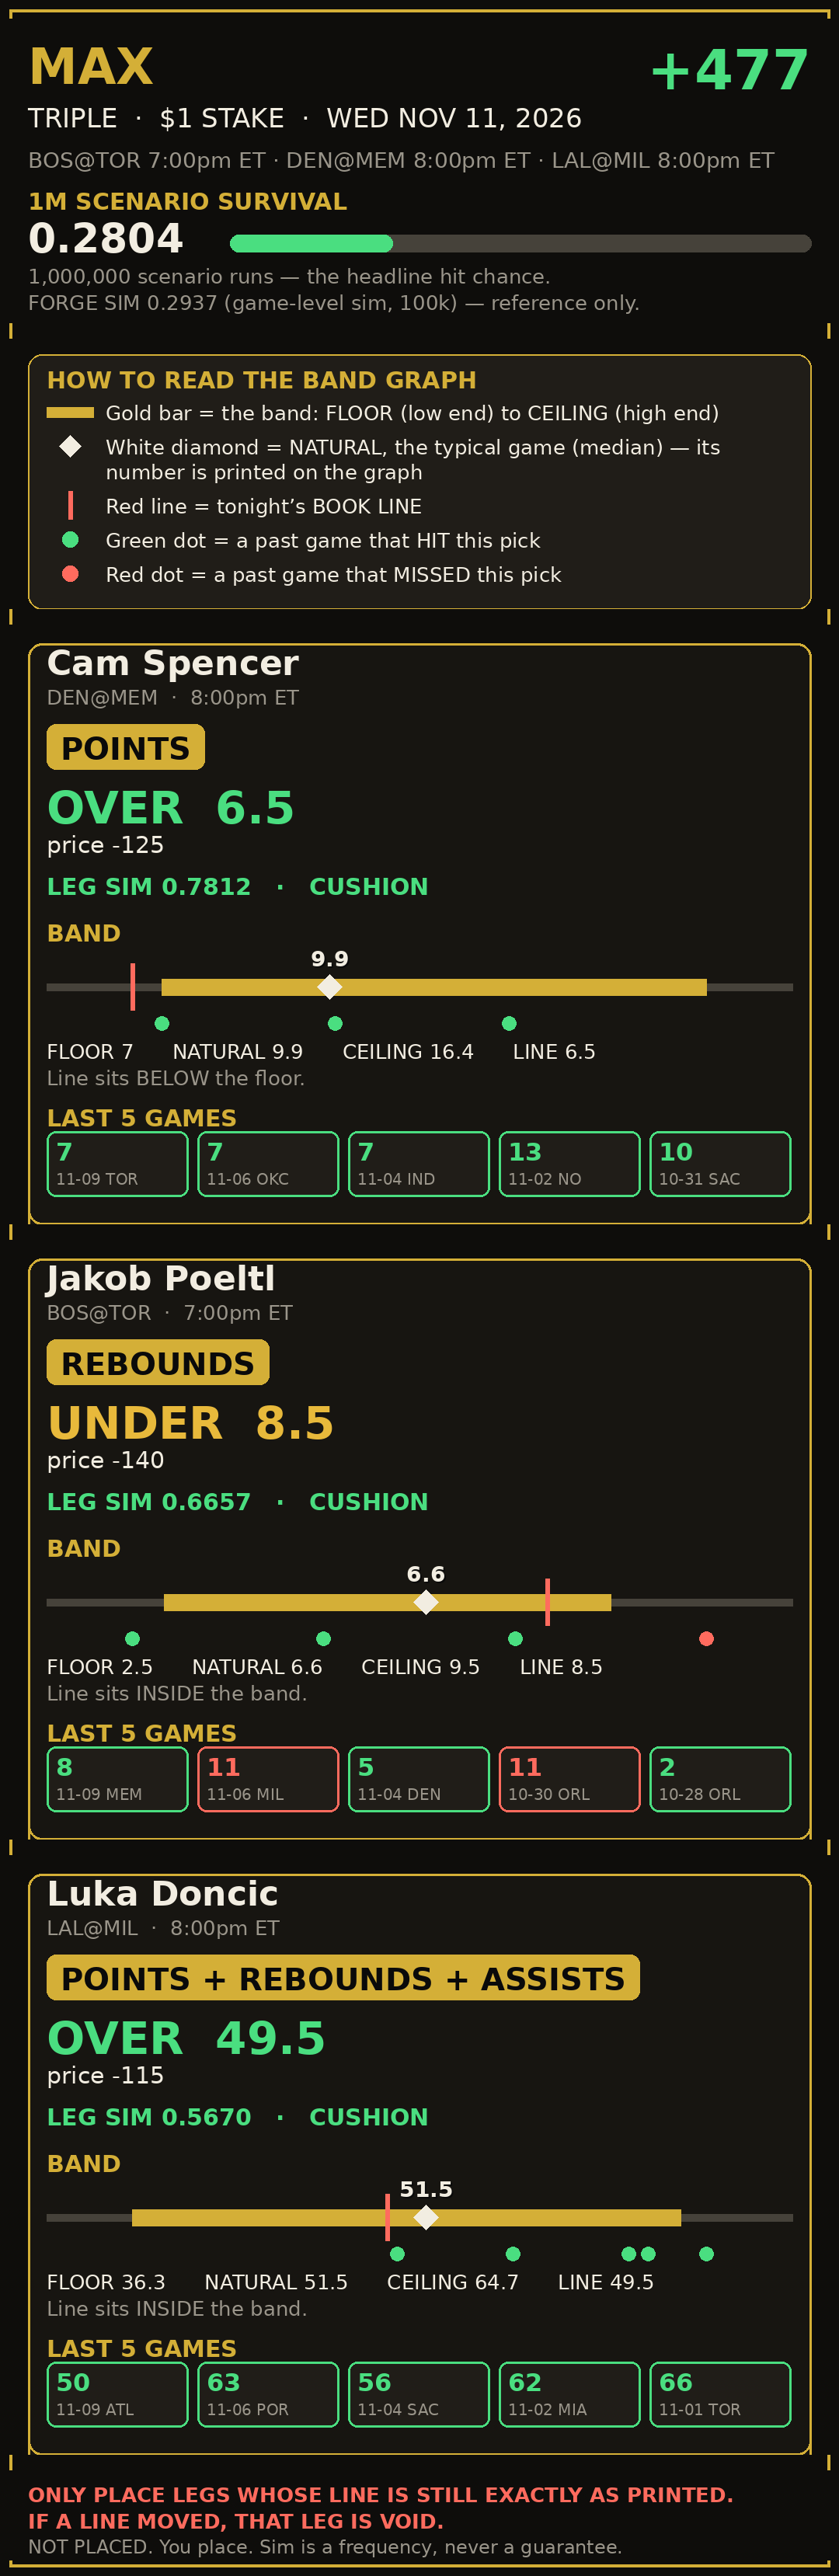 MAX
+477
TRIPLE · $1 STAKE · WED NOV 11, 2026
BOS@TOR 7:00pm ET · DEN@MEM 8:00pm ET · LAL@MIL 8:00pm ET
1M SCENARIO SURVIVAL
0.2804
1,000,000 scenario runs — the headline hit chance.
FORGE SIM 0.2937 (game-level sim, 100k) — reference only.
HOW TO READ THE BAND GRAPH
Gold bar = the band: FLOOR (low end) to CEILING (high end)
White diamond = NATURAL, the typical game (median) — its
number is printed on the graph
Red line = tonight’s BOOK LINE
Green dot = a past game that HIT this pick
Red dot = a past game that MISSED this pick
Cam Spencer
DEN@MEM · 8:00pm ET
POINTS
OVER 6.5
price -125
LEG SIM 0.7812 · CUSHION
BAND
9.9
FLOOR 7 NATURAL 9.9 CEILING 16.4 LINE 6.5
Line sits BELOW the floor.
LAST 5 GAMES
7 7 7 13 10
11-09 TOR 11-06 OKC 11-04 IND 11-02 NO 10-31 SAC
Jakob Poeltl
BOS@TOR · 7:00pm ET
REBOUNDS
UNDER 8.5
price -140
LEG SIM 0.6657 · CUSHION
BAND
6.6
FLOOR 2.5 NATURAL 6.6 CEILING 9.5 LINE 8.5
Line sits INSIDE the band.
LAST 5 GAMES
8 11 5 11 2
11-09 MEM 11-06 MIL 11-04 DEN 10-30 ORL 10-28 ORL
Luka Doncic
LAL@MIL · 8:00pm ET
POINTS + REBOUNDS + ASSISTS
OVER 49.5
price -115
LEG SIM 0.5670 · CUSHION
BAND
51.5
FLOOR 36.3 NATURAL 51.5 CEILING 64.7 LINE 49.5
Line sits INSIDE the band.
LAST 5 GAMES
50 63 56 62 66
11-09 ATL 11-06 POR 11-04 SAC 11-02 MIA 11-01 TOR
ONLY PLACE LEGS WHOSE LINE IS STILL EXACTLY AS PRINTED.
IF A LINE MOVED, THAT LEG IS VOID.
NOT PLACED. You place. Sim is a frequency, never a guarantee.